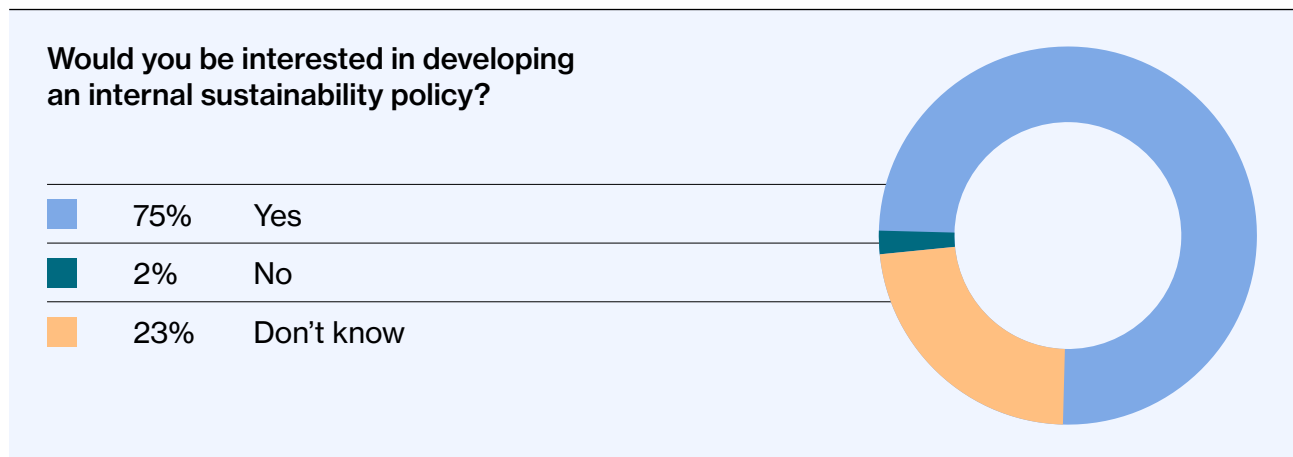 Would you be interested in developing
an internal sustainability policy?
75% Yes
2% No
23% Don’t know